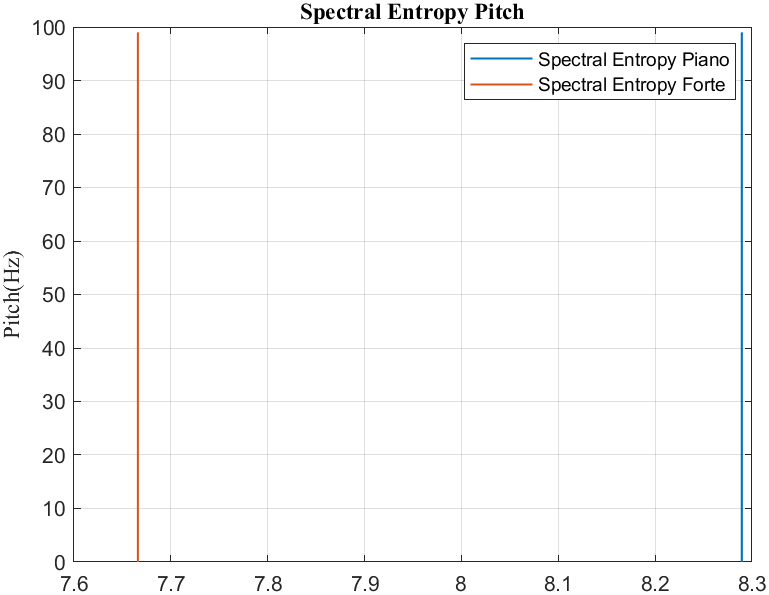 Spectral Entropy Pitch
Spectral Entropy Piano
Spectral Entropy Forte
Pitch(Hz)
100
90
80
70
60
50
40
30
20
10
0
7.6 7.7 7.8 7.9 8 8.1 8.2 8.3